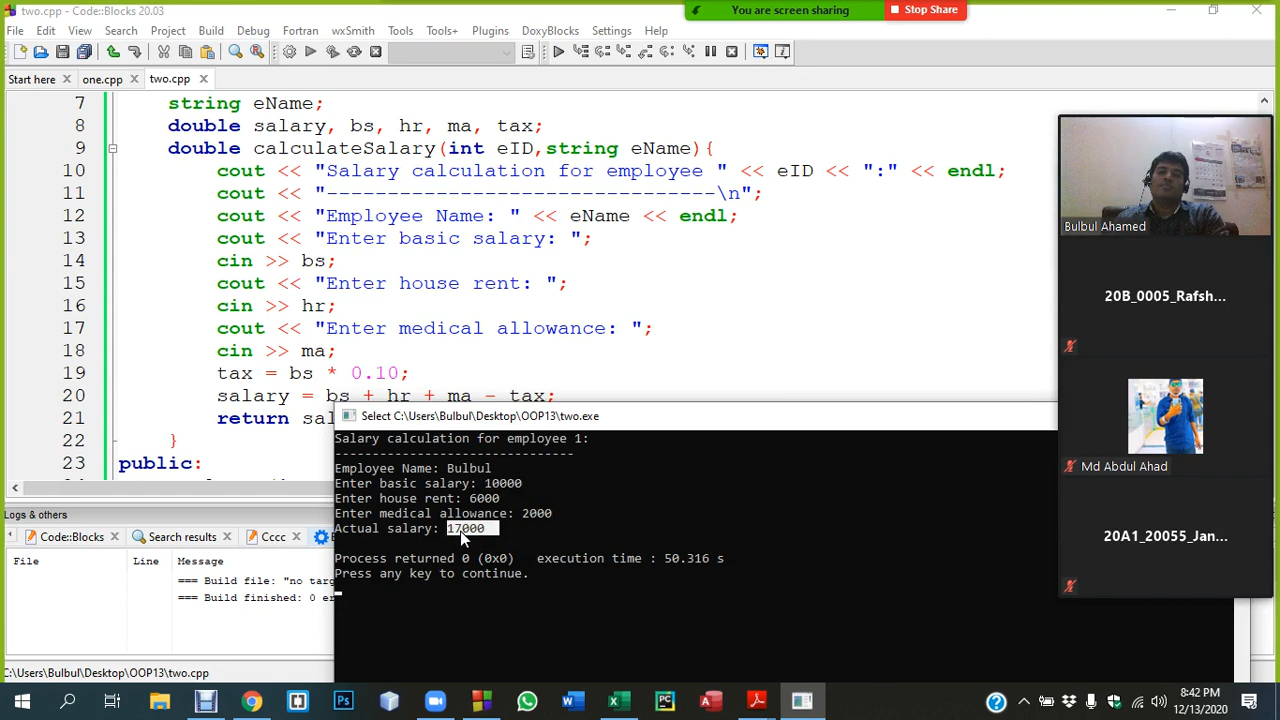 two.cpp - Code::Blocks 20.03
You are screen sharing
Stop Share
File Edit View Search Project Build Debug Fortran wxSmith Tools Tools+ Plugins DoxyBlocks Settings Help
Start here one.cpp two.cpp
7 string eName;
8 double salary, bs, hr, ma, tax;
9 double calculateSalary(int eID,string eName){
10 cout << "Salary calculation for employee " << eID << ":" << endl;
11 cout << "--------------------------------\n";
12 cout << "Employee Name: " << eName << endl;
13 cout << "Enter basic salary: ";
14 cin >> bs;
15 cout << "Enter house rent: ";
16 cin >> hr;
17 cout << "Enter medical allowance: ";
18 cin >> ma;
19 tax = bs * 0.10;
20 salary = bs + hr + ma - tax;
21 return sal
22 }
23 public:
Bulbul Ahamed
20B_0005_Rafsh...
Md Abdul Ahad
20A1_20055_Jan...
Select C:\Users\Bulbul\Desktop\OOP13\two.exe
Salary calculation for employee 1:
--------------------------------
Employee Name: Bulbul
Enter basic salary: 10000
Enter house rent: 6000
Enter medical allowance: 2000
Actual salary: 17000
Process returned 0 (0x0) execution time : 50.316 s
Press any key to continue.
Logs & others
Code::Blocks Search results Cccc
File Line Message
=== Build file: "no targ
=== Build finished: 0 er
C:\Users\Bulbul\Desktop\OOP13\two.cpp
8:42 PM
12/13/2020